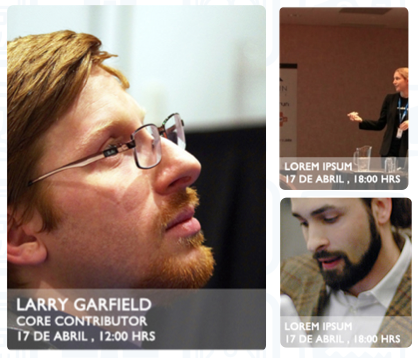 LARRY GARFIELD
CORE CONTRIBUTOR
17 DE ABRIL , 12:00 HRS
LOREM IPSUM
17 DE ABRIL , 18:00 HRS
LOREM IPSUM
17 DE ABRIL , 18:00 HRS